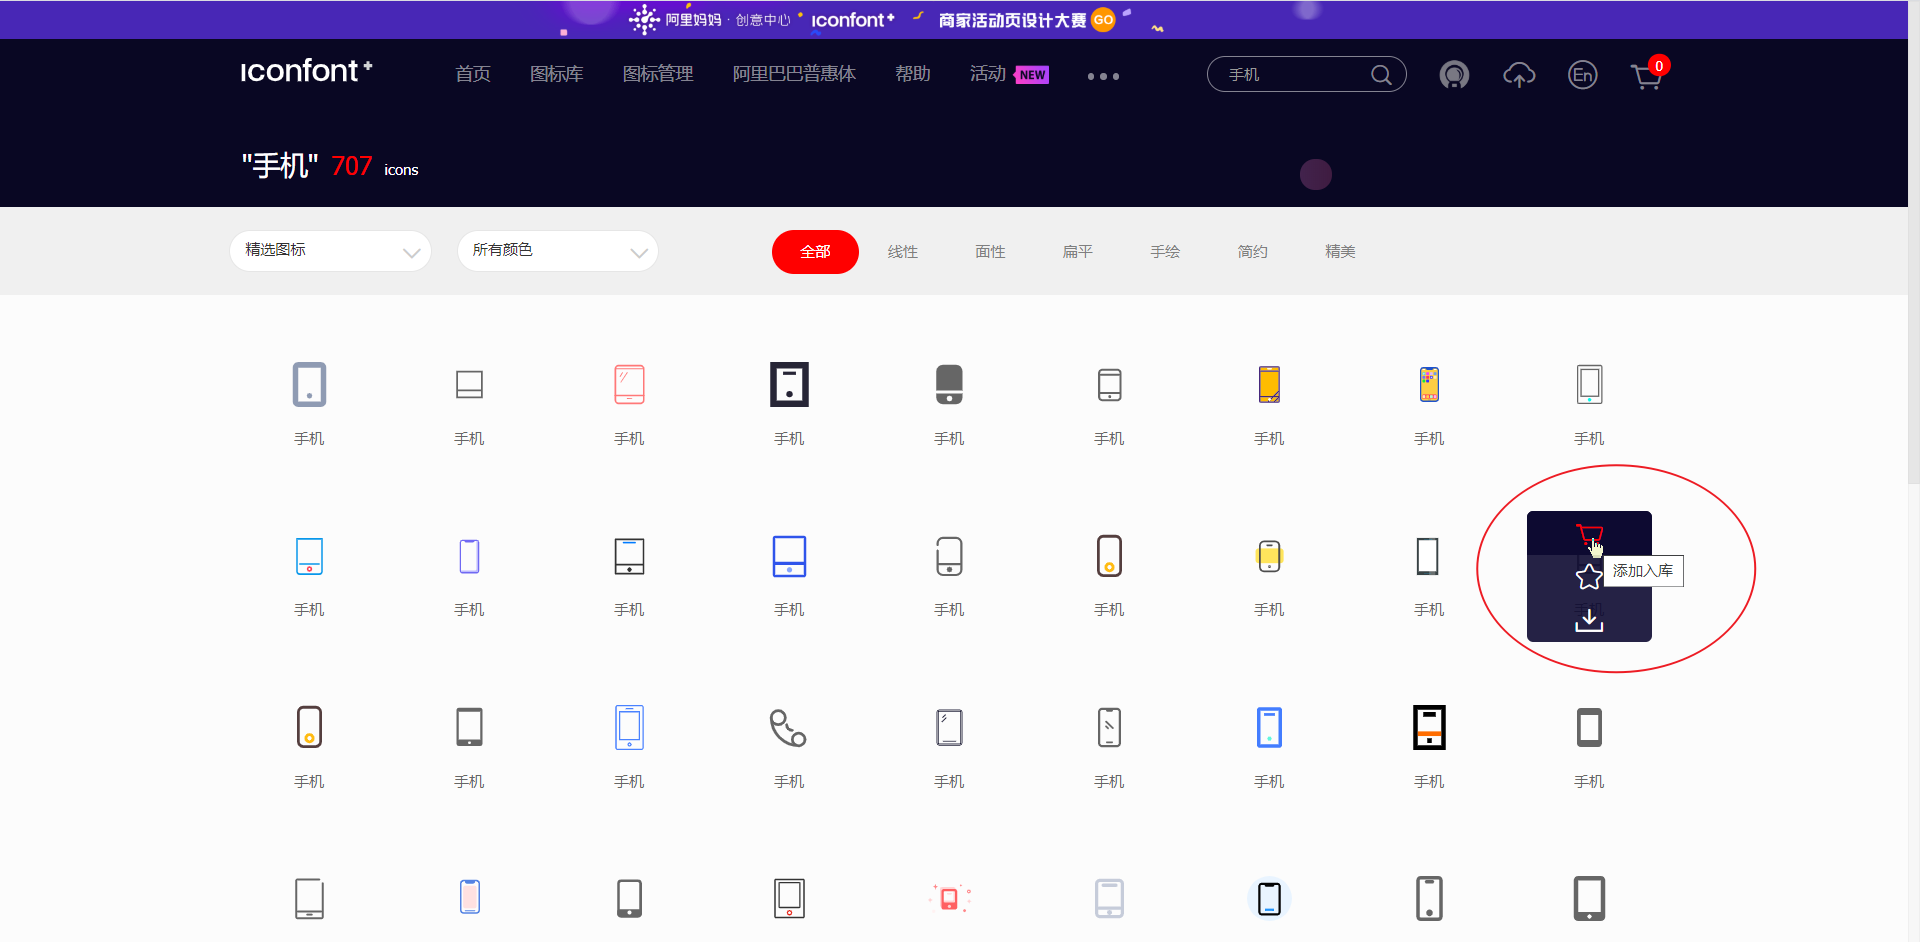 阿里妈妈 · 创意中心 iconfont+ 商家活动页设计大赛 GO
iconfont+ 首页 图标库 图标管理 阿里巴巴普惠体 帮助 活动 NEW 手机 En 0
"手机" 707 icons
精选图标 所有颜色 全部 线性 面性 扁平 手绘 简约 精美
手机 手机 手机 手机 手机 手机 手机 手机 手机
添加入库
手机 手机 手机 手机 手机 手机 手机 手机 手机
手机 手机 手机 手机 手机 手机 手机 手机 手机